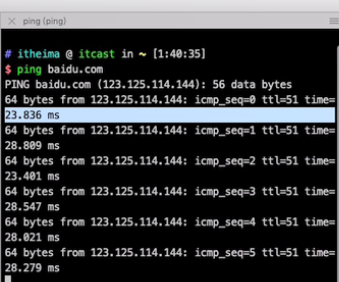 ping (ping)
# itheima @ itcast in ~ [1:40:35]
$ ping baidu.com
PING baidu.com (123.125.114.144): 56 data bytes
64 bytes from 123.125.114.144: icmp_seq=0 ttl=51 time=
23.836 ms
64 bytes from 123.125.114.144: icmp_seq=1 ttl=51 time=
28.809 ms
64 bytes from 123.125.114.144: icmp_seq=2 ttl=51 time=
23.401 ms
64 bytes from 123.125.114.144: icmp_seq=3 ttl=51 time=
28.547 ms
64 bytes from 123.125.114.144: icmp_seq=4 ttl=51 time=
28.021 ms
64 bytes from 123.125.114.144: icmp_seq=5 ttl=51 time=
28.279 ms